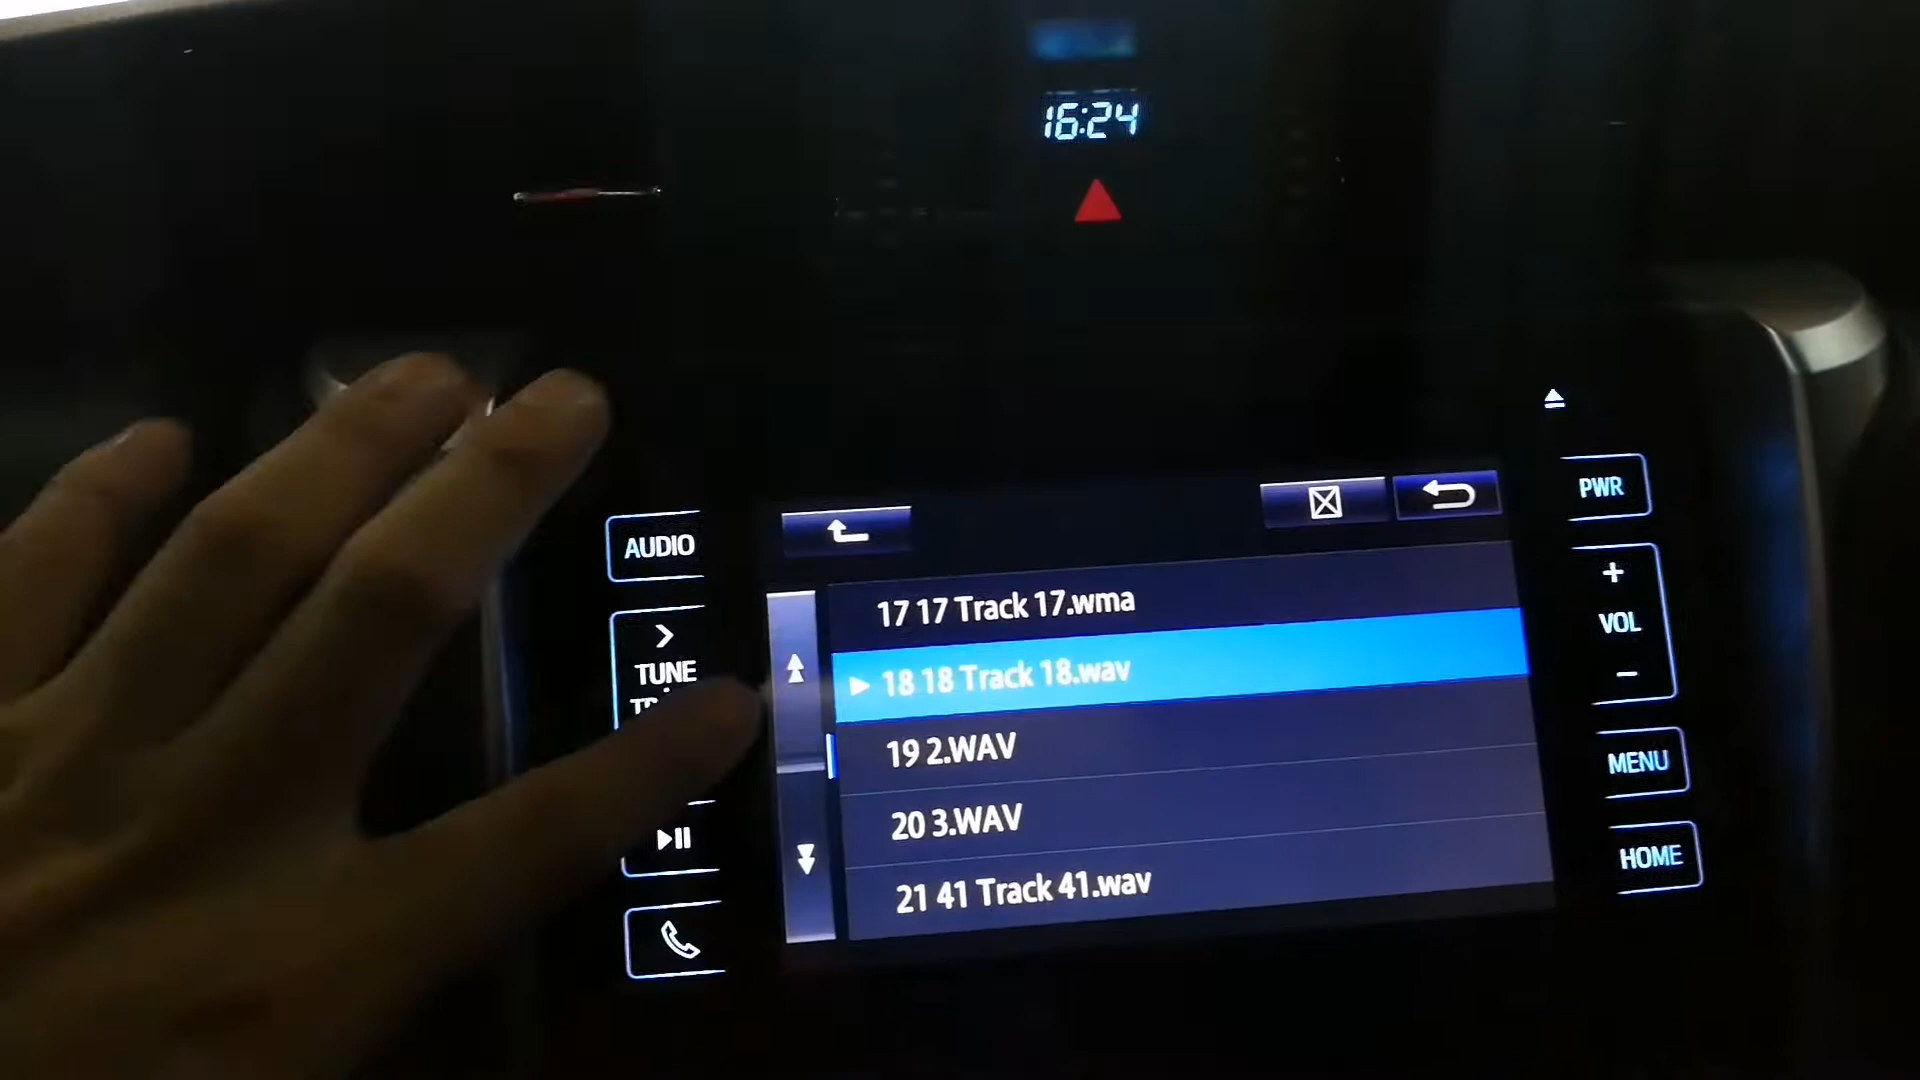 16:24
PWR
AUDIO
17 17 Track 17.wma
+
VOL
−
TUNE
18 18 Track 18.wav
19 2.WAV
MENU
20 3.WAV
HOME
21 41 Track 41.wav